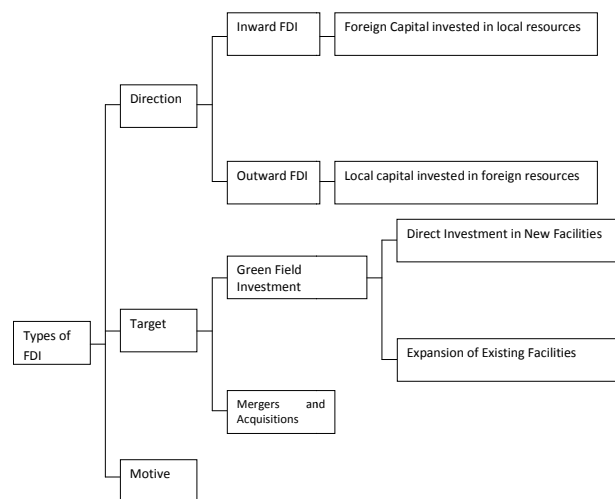 Inward FDI
Foreign Capital invested in local resources
Direction
Outward FDI
Local capital invested in foreign resources
Direct Investment in New Facilities
Green Field
Investment
Types of
FDI
Target
Expansion of Existing Facilities
Mergers and
Acquisitions
Motive